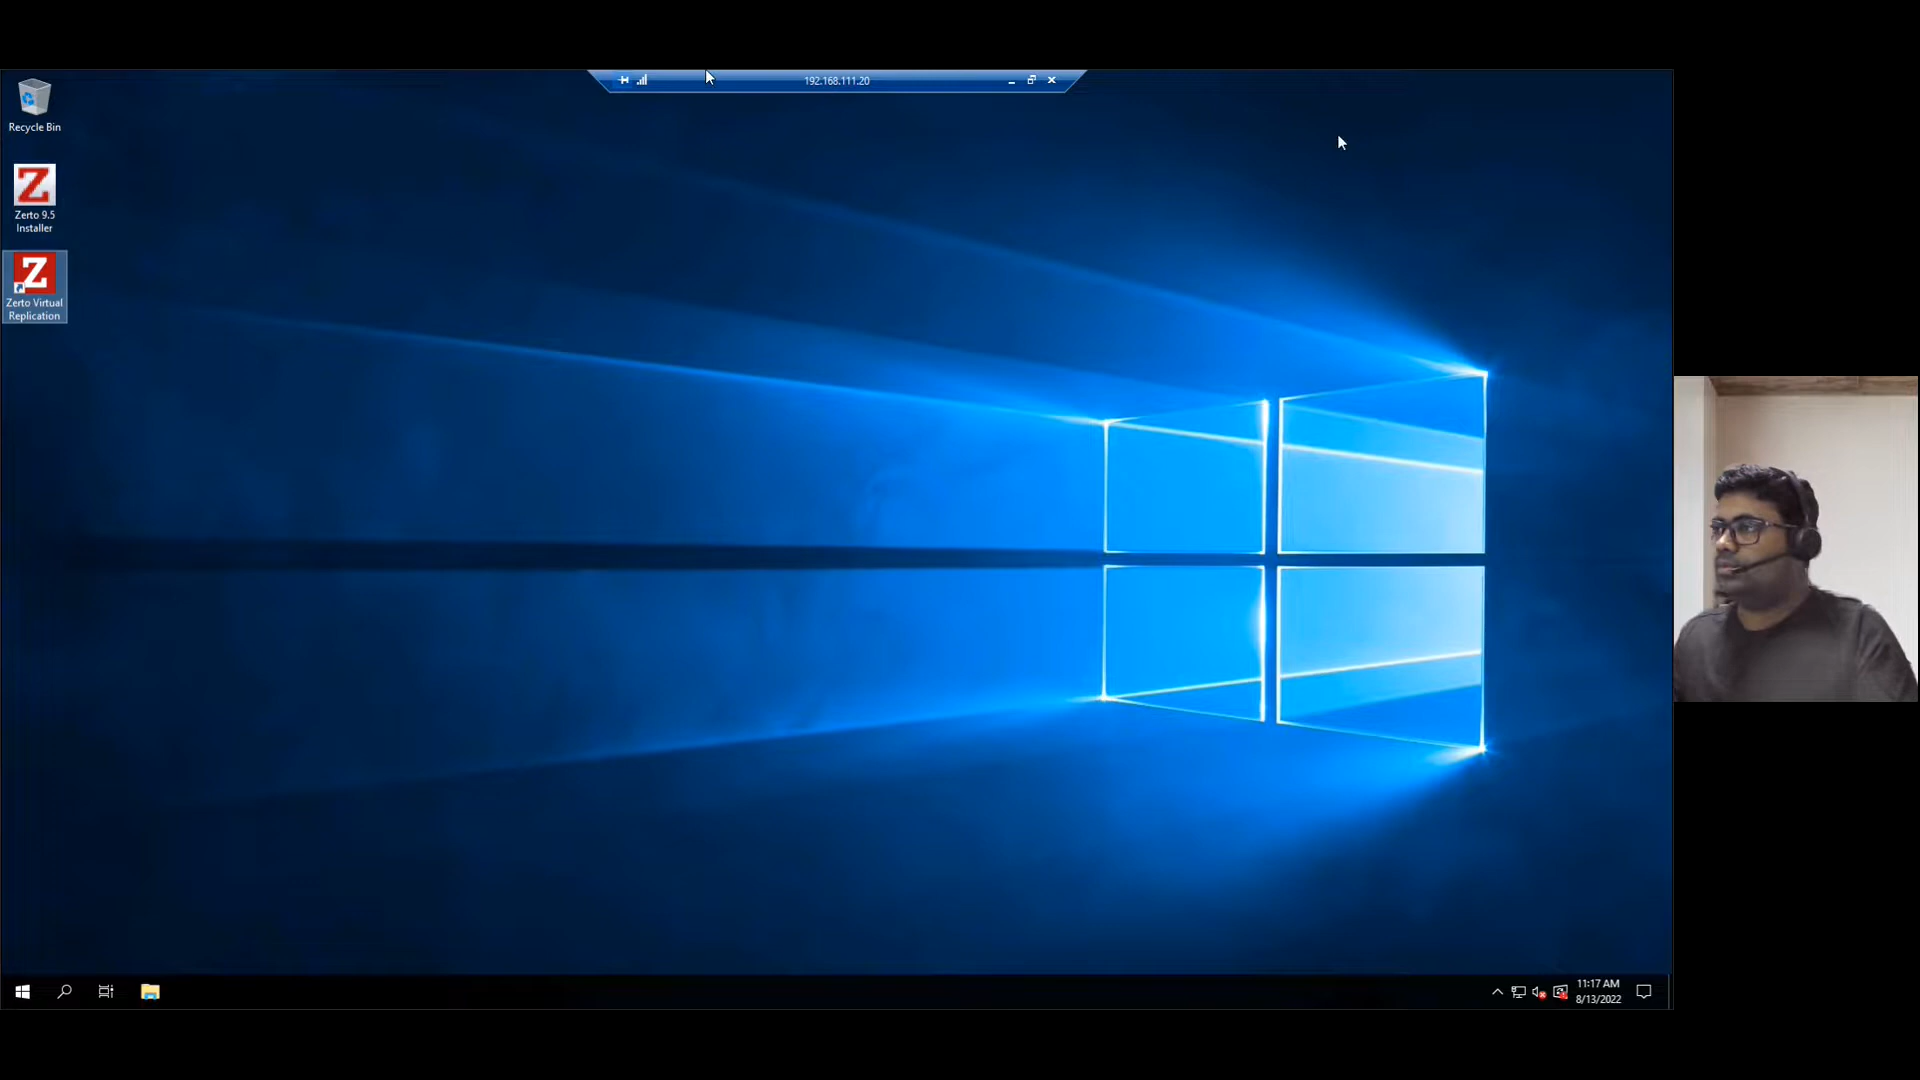 192.168.111.20
Recycle Bin
Z
Zerto 9.5
Installer
Z
Zerto Virtual
Replication
11:17 AM
8/13/2022